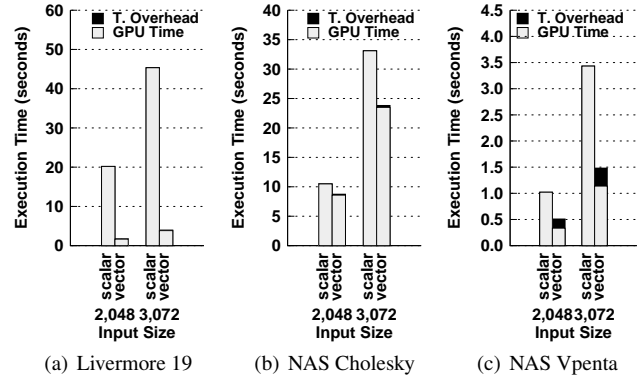 T. Overhead
GPU Time
Execution Time (seconds)
60
50
40
30
20
10
0
scalar
vector
scalar
vector
2,048 3,072
Input Size
(a) Livermore 19
T. Overhead
GPU Time
Execution Time (seconds)
40
35
30
25
20
15
10
5
0
scalar
vector
scalar
vector
2,048 3,072
Input Size
(b) NAS Cholesky
T. Overhead
GPU Time
Execution Time (seconds)
4.5
4.0
3.5
3.0
2.5
2.0
1.5
1.0
0.5
0.0
scalar
vector
scalar
vector
2,048 3,072
Input Size
(c) NAS Vpenta